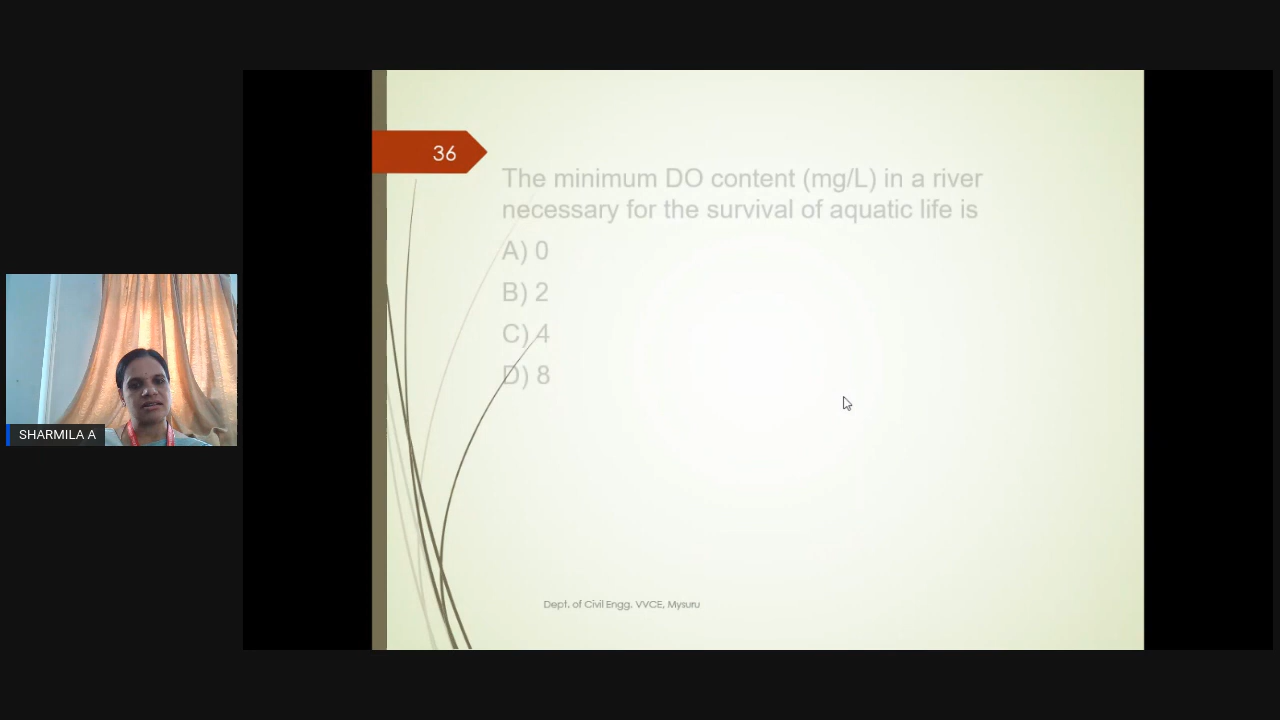 36
The minimum DO content (mg/L) in a river
necessary for the survival of aquatic life is
A) 0
B) 2
C) 4
D) 8
SHARMILA A
Dept. of Civil Engg. VVCE, Mysuru